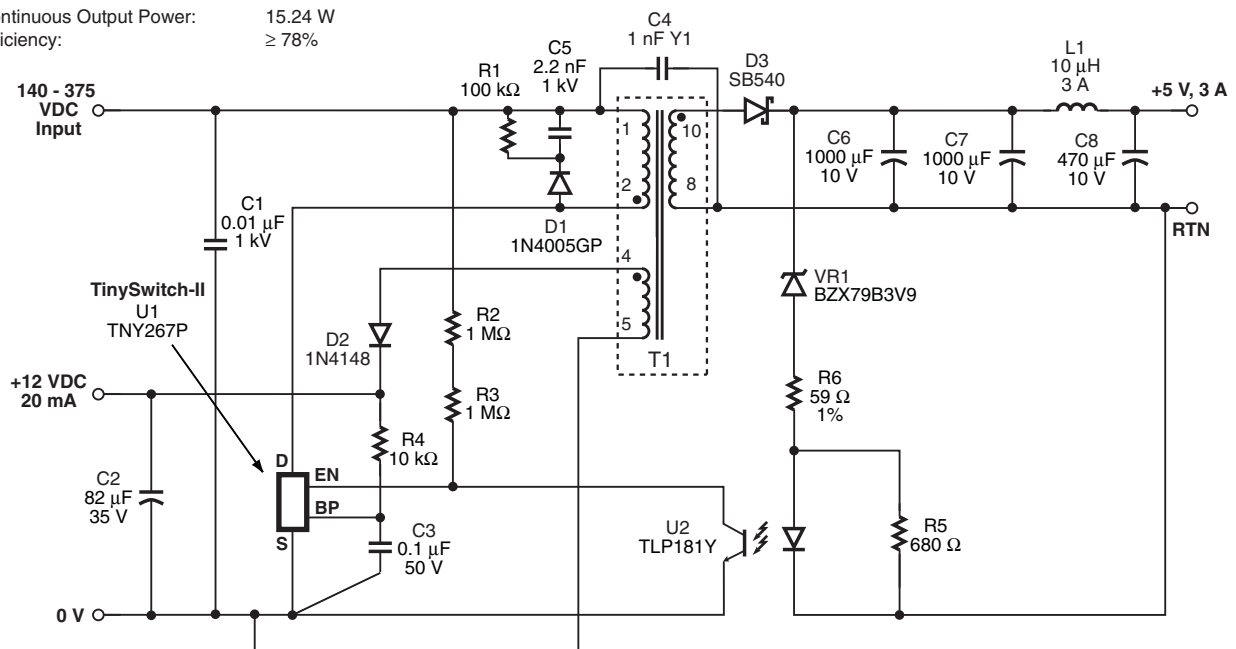 ontinuous Output Power: 15.24 W
iciency: ≥ 78%
C4
1 nF Y1
C5
2.2 nF
1 kV
R1
100 kΩ
D3
SB540
L1
10 µH
3 A
140 - 375
VDC
Input
+5 V, 3 A
1
10
2
8
C6
1000 µF
10 V
C7
1000 µF
10 V
C8
470 µF
10 V
C1
0.01 µF
1 kV
D1
1N4005GP
RTN
4
5
T1
VR1
BZX79B3V9
TinySwitch-II
U1
TNY267P
D2
1N4148
R2
1 MΩ
R3
1 MΩ
+12 VDC
20 mA
R6
59 Ω
1%
R4
10 kΩ
D
EN
BP
S
C2
82 µF
35 V
C3
0.1 µF
50 V
U2
TLP181Y
R5
680 Ω
0 V